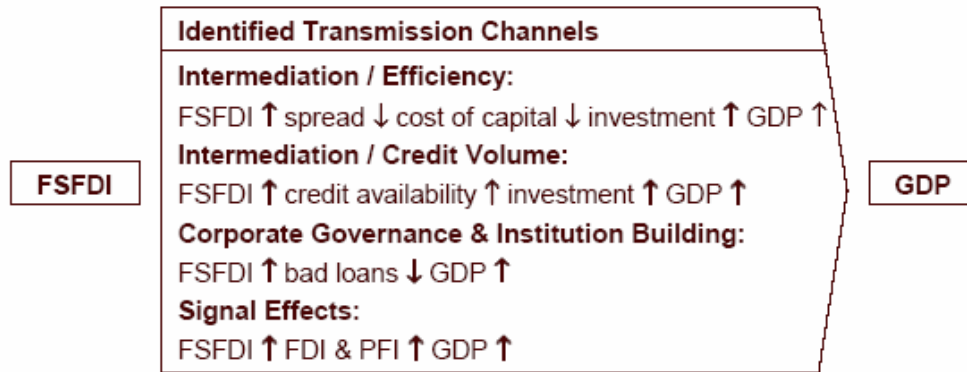 Identified Transmission Channels
Intermediation / Efficiency:
FSFDI ↑ spread ↓ cost of capital ↓ investment ↑ GDP ↑
Intermediation / Credit Volume:
FSFDI ↑ credit availability ↑ investment ↑ GDP ↑
Corporate Governance & Institution Building:
FSFDI ↑ bad loans ↓ GDP ↑
Signal Effects:
FSFDI ↑ FDI & PFI ↑ GDP ↑
FSFDI
GDP